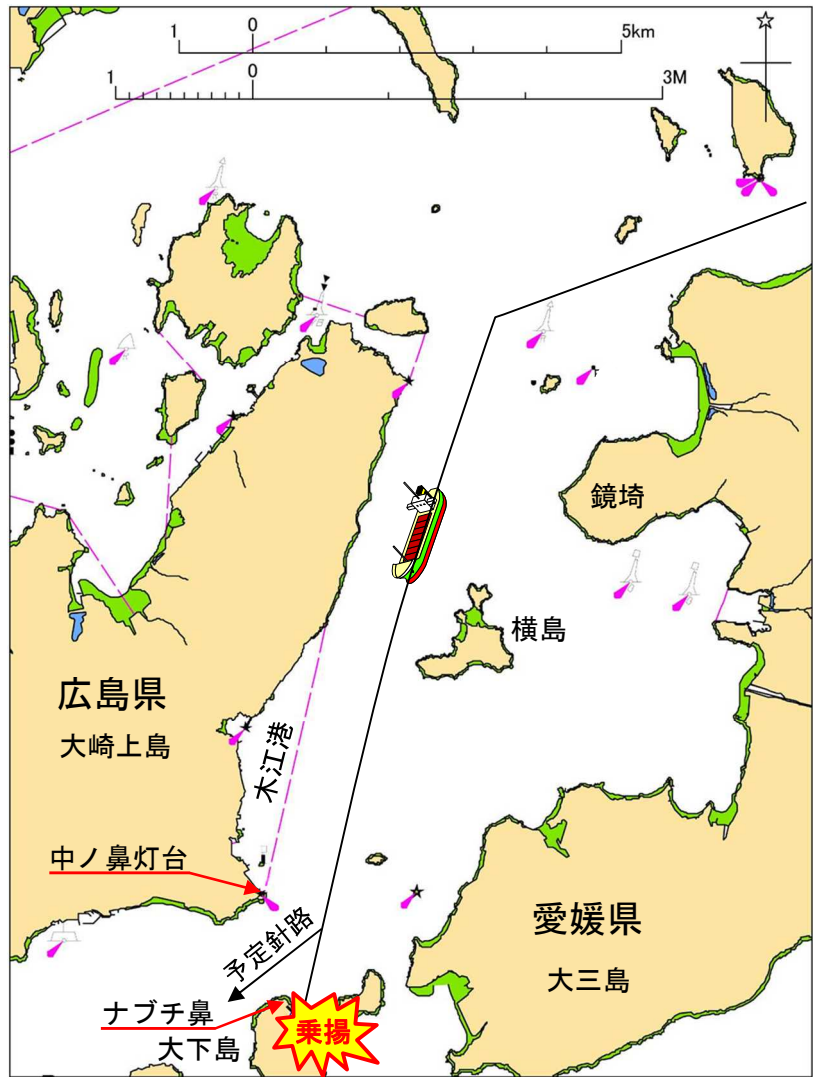 1 0 5km
1 0 3M
鏡埼
横島
広島県
大崎上島
木江港
中ノ鼻灯台
愛媛県
予定針路
大三島
ナブチ鼻
乗揚
大下島